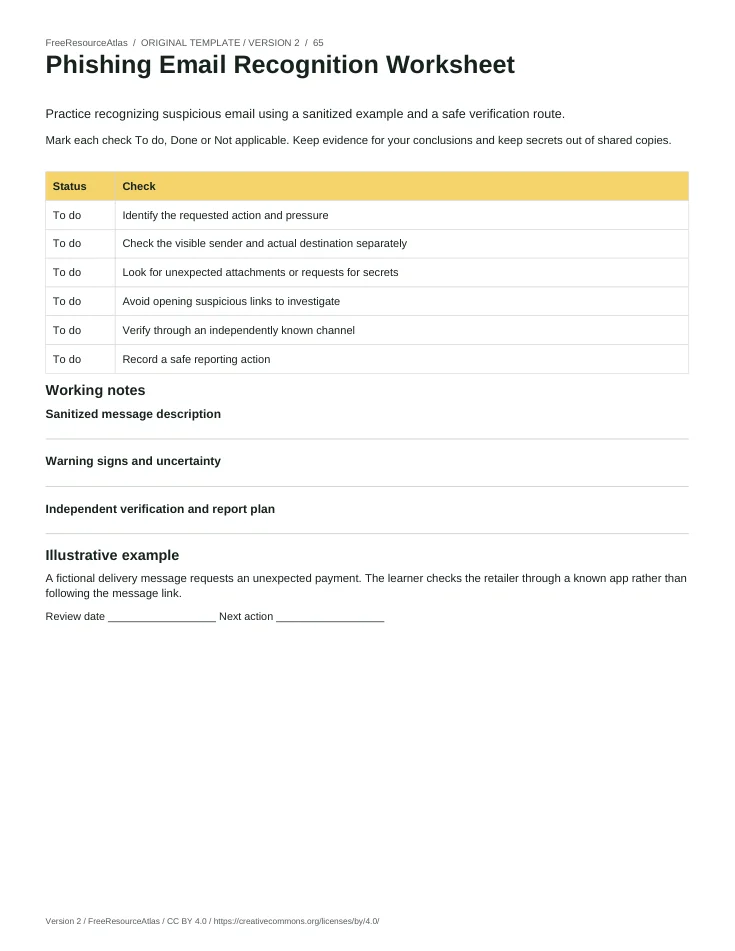 FreeResourceAtlas / ORIGINAL TEMPLATE / VERSION 2 / 65
Phishing Email Recognition Worksheet
Practice recognizing suspicious email using a sanitized example and a safe verification route.
Mark each check To do, Done or Not applicable. Keep evidence for your conclusions and keep secrets out of shared copies.
Status Check
To do Identify the requested action and pressure
To do Check the visible sender and actual destination separately
To do Look for unexpected attachments or requests for secrets
To do Avoid opening suspicious links to investigate
To do Verify through an independently known channel
To do Record a safe reporting action
Working notes
Sanitized message description
Warning signs and uncertainty
Independent verification and report plan
Illustrative example
A fictional delivery message requests an unexpected payment. The learner checks the retailer through a known app rather than
following the message link.
Review date __________________ Next action __________________
Version 2 / FreeResourceAtlas / CC BY 4.0 / https://creativecommons.org/licenses/by/4.0/